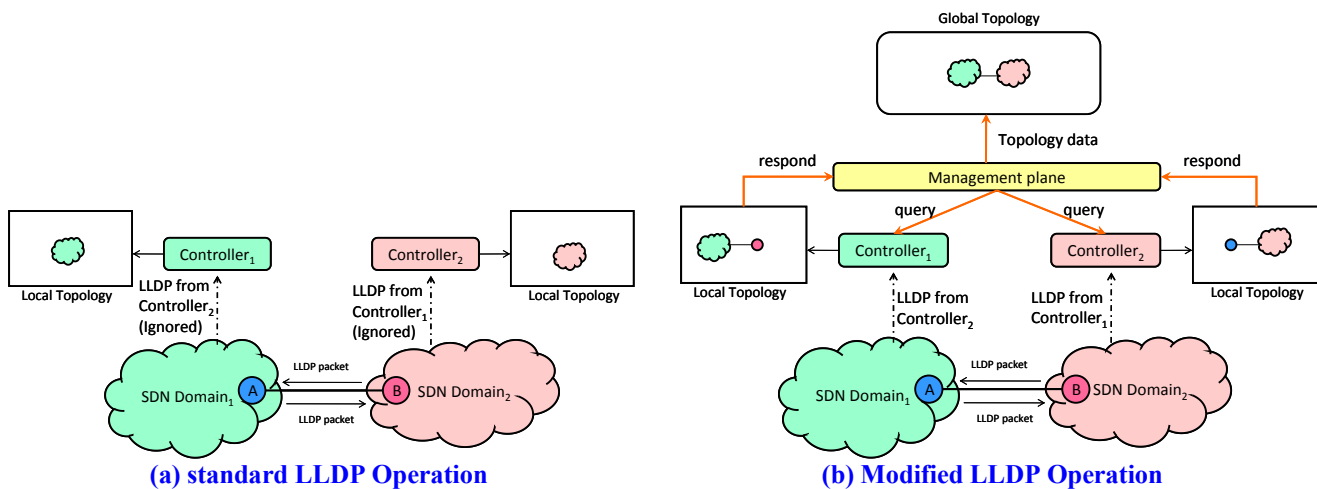 Controller₁
Controller₂
Local Topology
Local Topology
LLDP from
Controller₂
(Ignored)
LLDP from
Controller₁
(Ignored)
LLDP packet
SDN Domain₁
A
B
SDN Domain₂
LLDP packet
(a) standard LLDP Operation
Global Topology
Topology data
respond
respond
Management plane
query
query
Controller₁
Controller₂
Local Topology
Local Topology
LLDP from
Controller₂
LLDP from
Controller₁
LLDP packet
SDN Domain₁
A
B
SDN Domain₂
LLDP packet
(b) Modified LLDP Operation